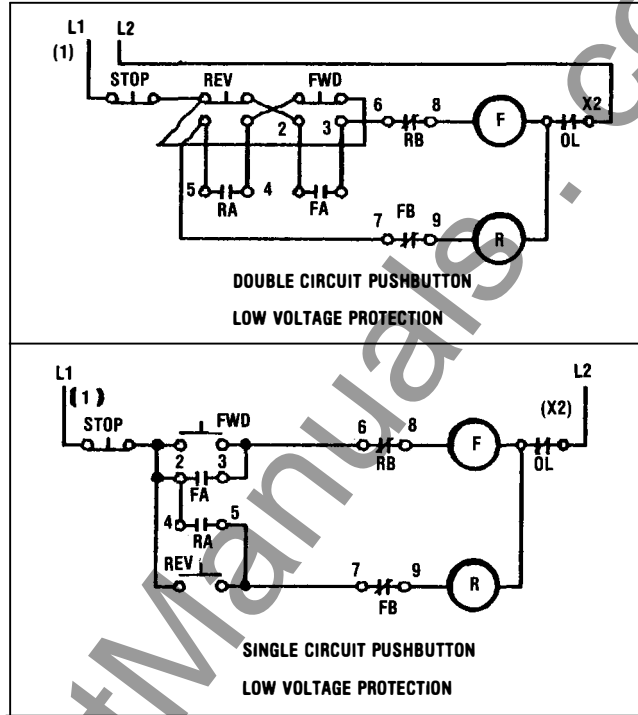 L1 L2
(1)
STOP REV FWD
6 8 X2
2 3 F
RB OL
5 4
RA FA
7 FB 9
R
DOUBLE CIRCUIT PUSHBUTTON
LOW VOLTAGE PROTECTION
L1 L2
(1) (X2)
STOP FWD
6 8 F
2 3 RB OL
FA
4 5
RA
REV 7 9 R
FB
SINGLE CIRCUIT PUSHBUTTON
LOW VOLTAGE PROTECTION
tManuals.co